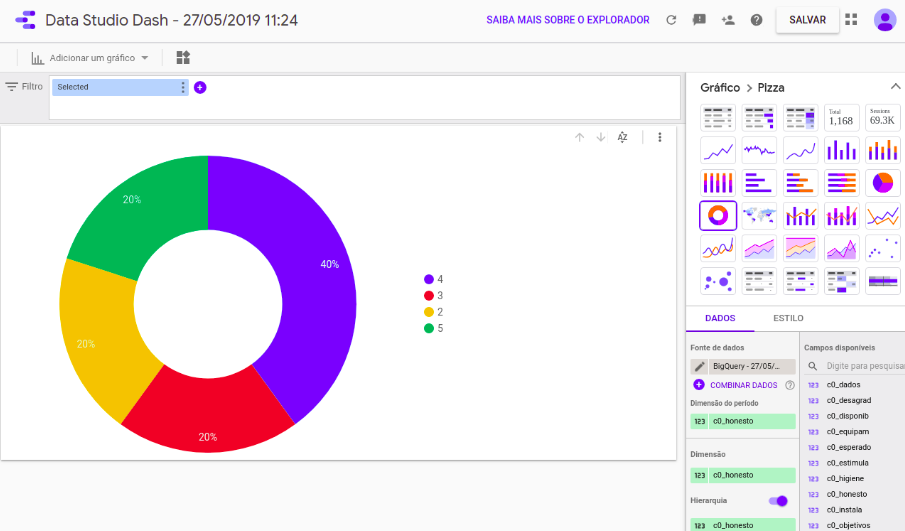 Data Studio Dash - 27/05/2019 11:24
SAIBA MAIS SOBRE O EXPLORADOR
SALVAR
Adicionar um gráfico
Filtro
Selected
Gráfico > Pizza
Total
1,168
Sessions
69.3K
20%
40%
20%
20%
4
3
2
5
DADOS
ESTILO
Fonte de dados
BigQuery - 27/05/...
COMBINAR DADOS
Dimensão do período
123 c0_honesto
Dimensão
123 c0_honesto
Hierarquia
123 c0_honesto
Campos disponíveis
Digite para pesquisar
123 c0_dados
123 c0_desagrad
123 c0_disponib
123 c0_equipam
123 c0_esperado
123 c0_estimula
123 c0_higiene
123 c0_honesto
123 c0_instala
123 c0_objetivos